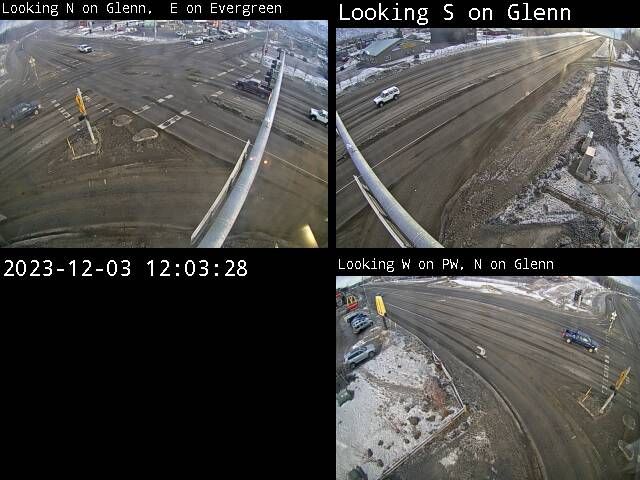 Looking N on Glenn,  E on Evergreen
Looking S on Glenn
2023-12-03 12:03:28
Looking W on PW, N on Glenn